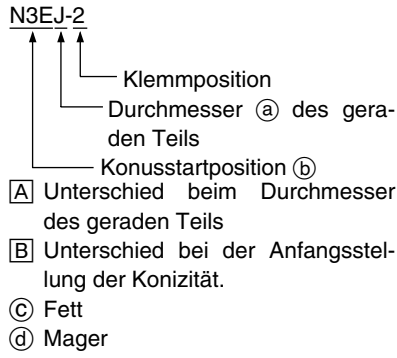 N3EJ-2
Klemmposition
Durchmesser ⓐ des gera-
den Teils
Konusstartposition ⓑ
A Unterschied beim Durchmesser
des geraden Teils
B Unterschied bei der Anfangsstel-
lung der Konizität.
ⓒ Fett
ⓓ Mager